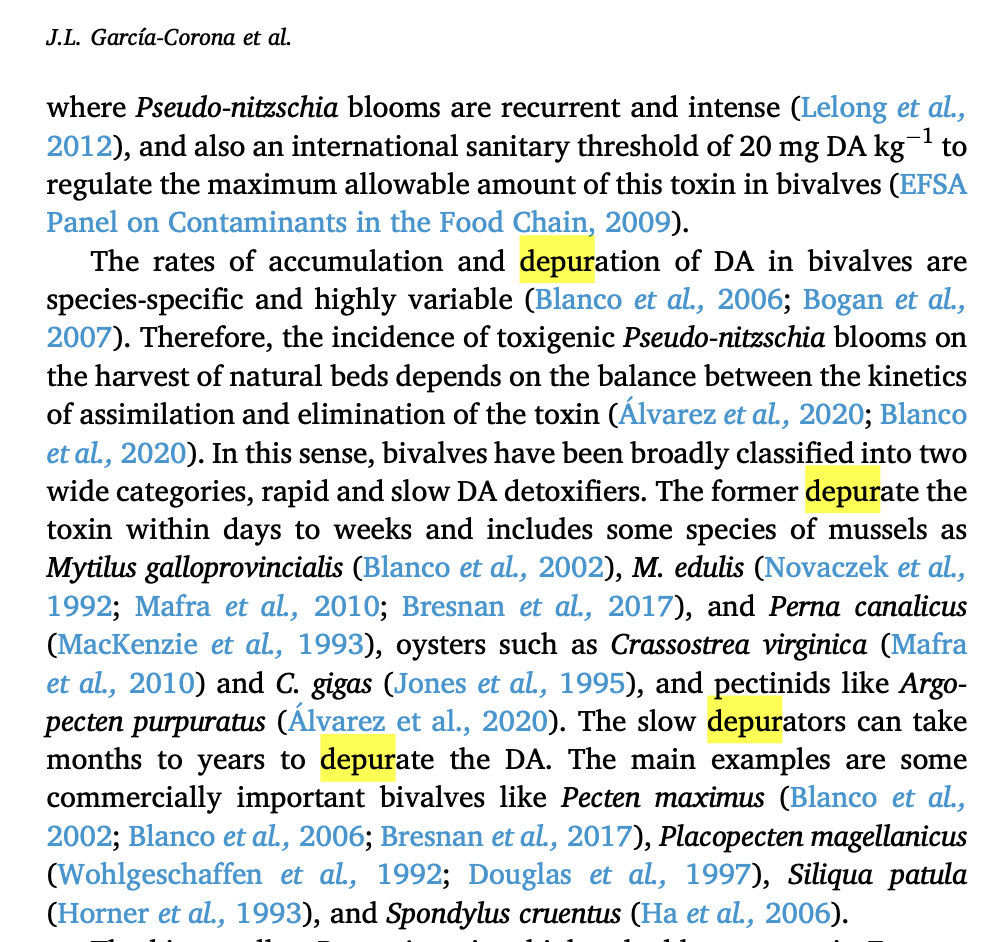 J.L. García-Corona et al.
where Pseudo-nitzschia blooms are recurrent and intense (Lelong et al.,
2012), and also an international sanitary threshold of 20 mg DA kg⁻¹ to
regulate the maximum allowable amount of this toxin in bivalves (EFSA
Panel on Contaminants in the Food Chain, 2009).
The rates of accumulation and depuration of DA in bivalves are
species-specific and highly variable (Blanco et al., 2006; Bogan et al.,
2007). Therefore, the incidence of toxigenic Pseudo-nitzschia blooms on
the harvest of natural beds depends on the balance between the kinetics
of assimilation and elimination of the toxin (Álvarez et al., 2020; Blanco
et al., 2020). In this sense, bivalves have been broadly classified into two
wide categories, rapid and slow DA detoxifiers. The former depurate the
toxin within days to weeks and includes some species of mussels as
Mytilus galloprovincialis (Blanco et al., 2002), M. edulis (Novaczek et al.,
1992; Mafra et al., 2010; Bresnan et al., 2017), and Perna canalicus
(MacKenzie et al., 1993), oysters such as Crassostrea virginica (Mafra
et al., 2010) and C. gigas (Jones et al., 1995), and pectinids like Argo-
pecten purpuratus (Álvarez et al., 2020). The slow depurators can take
months to years to depurate the DA. The main examples are some
commercially important bivalves like Pecten maximus (Blanco et al.,
2002; Blanco et al., 2006; Bresnan et al., 2017), Placopecten magellanicus
(Wohlgeschaffen et al., 1992; Douglas et al., 1997), Siliqua patula
(Horner et al., 1993), and Spondylus cruentus (Ha et al., 2006).